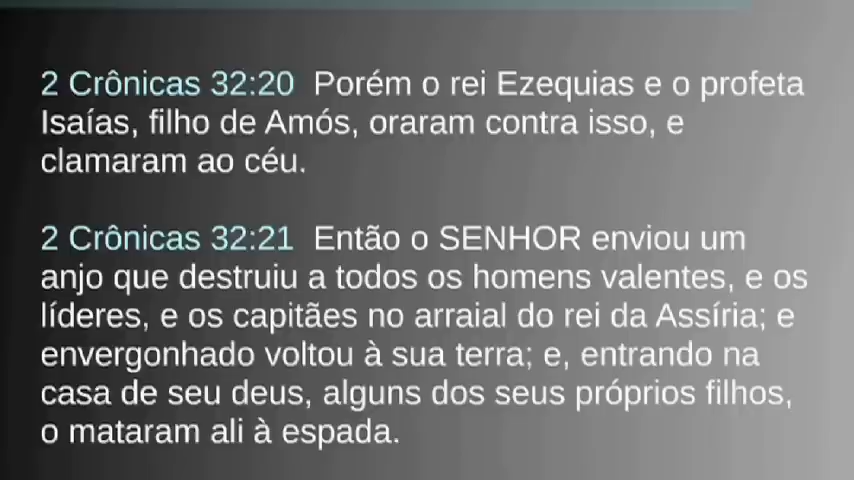 2 Crônicas 32:20 Porém o rei Ezequias e o profeta
Isaías, filho de Amós, oraram contra isso, e
clamaram ao céu.
2 Crônicas 32:21 Então o SENHOR enviou um
anjo que destruiu a todos os homens valentes, e os
líderes, e os capitães no arraial do rei da Assíria; e
envergonhado voltou à sua terra; e, entrando na
casa de seu deus, alguns dos seus próprios filhos,
o mataram ali à espada.